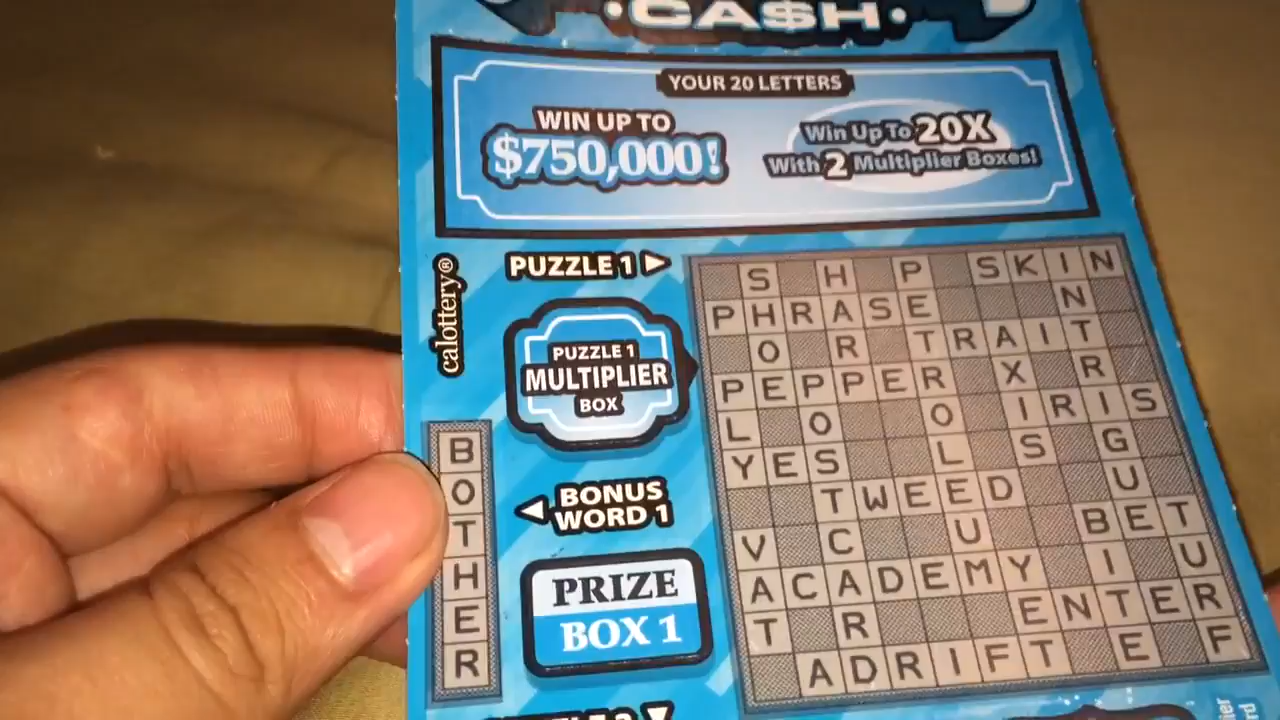 ·CA$H·
YOUR 20 LETTERS
WIN UP TO
$750,000!
Win Up To 20X
With 2 Multiplier Boxes!
calottery®
PUZZLE 1 ►
PUZZLE 1
MULTIPLIER
BOX
◄ BONUS
WORD 1
PRIZE
BOX 1
B
O
T
H
E
R
S H P SKIN
PHRASE N
O R TRAIT
PEPPER X R
L O O IRIS
YES L S G
TWEED U
V C U BET
ACADEMY I U
T R ENTER
ADRIFT E F